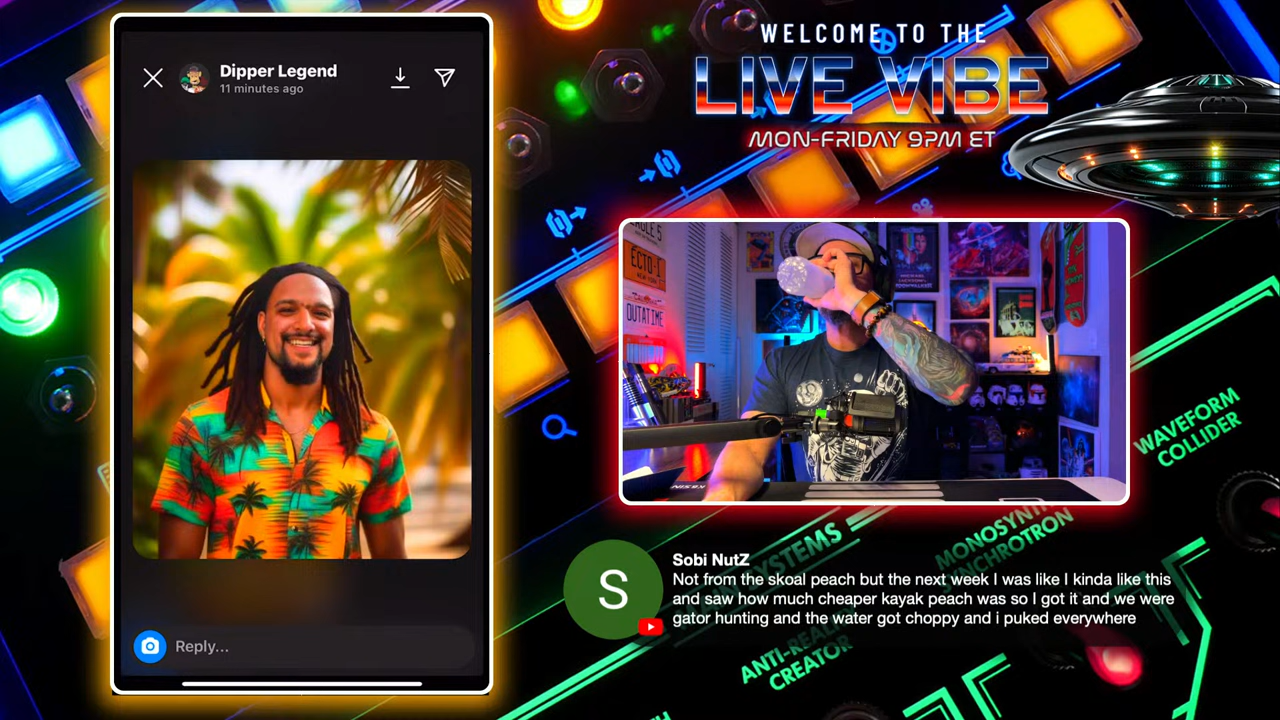 Dipper Legend
11 minutes ago
Reply...
WELCOME TO THE
LIVE VIBE
MON-FRIDAY 9PM ET
ECTO-1
OUTATIME
WAVEFORM
COLLIDER
SYSTEMS
MONOSYNTH
ANTI-REAL
CREATOR
S
Sobi NutZ
Not from the skoal peach but the next week I was like I kinda like this
and saw how much cheaper kayak peach was so I got it and we were
gator hunting and the water got choppy and i puked everywhere